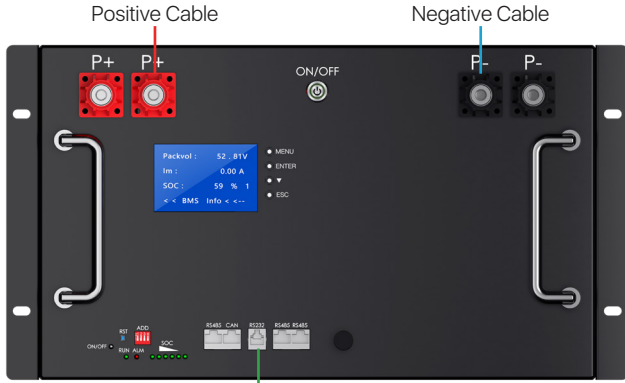 Positive Cable
Negative Cable
P+ P+
P- P-
ON/OFF
Packvol : 52 . 81V
Im : 0.00 A
SOC : 59 % 1
< < BMS Info < <--
MENU
ENTER
▼
ESC
RST
ADD
ON/OFF
RUN ALM
SOC
RS485 CAN
RS232
RS485 RS485